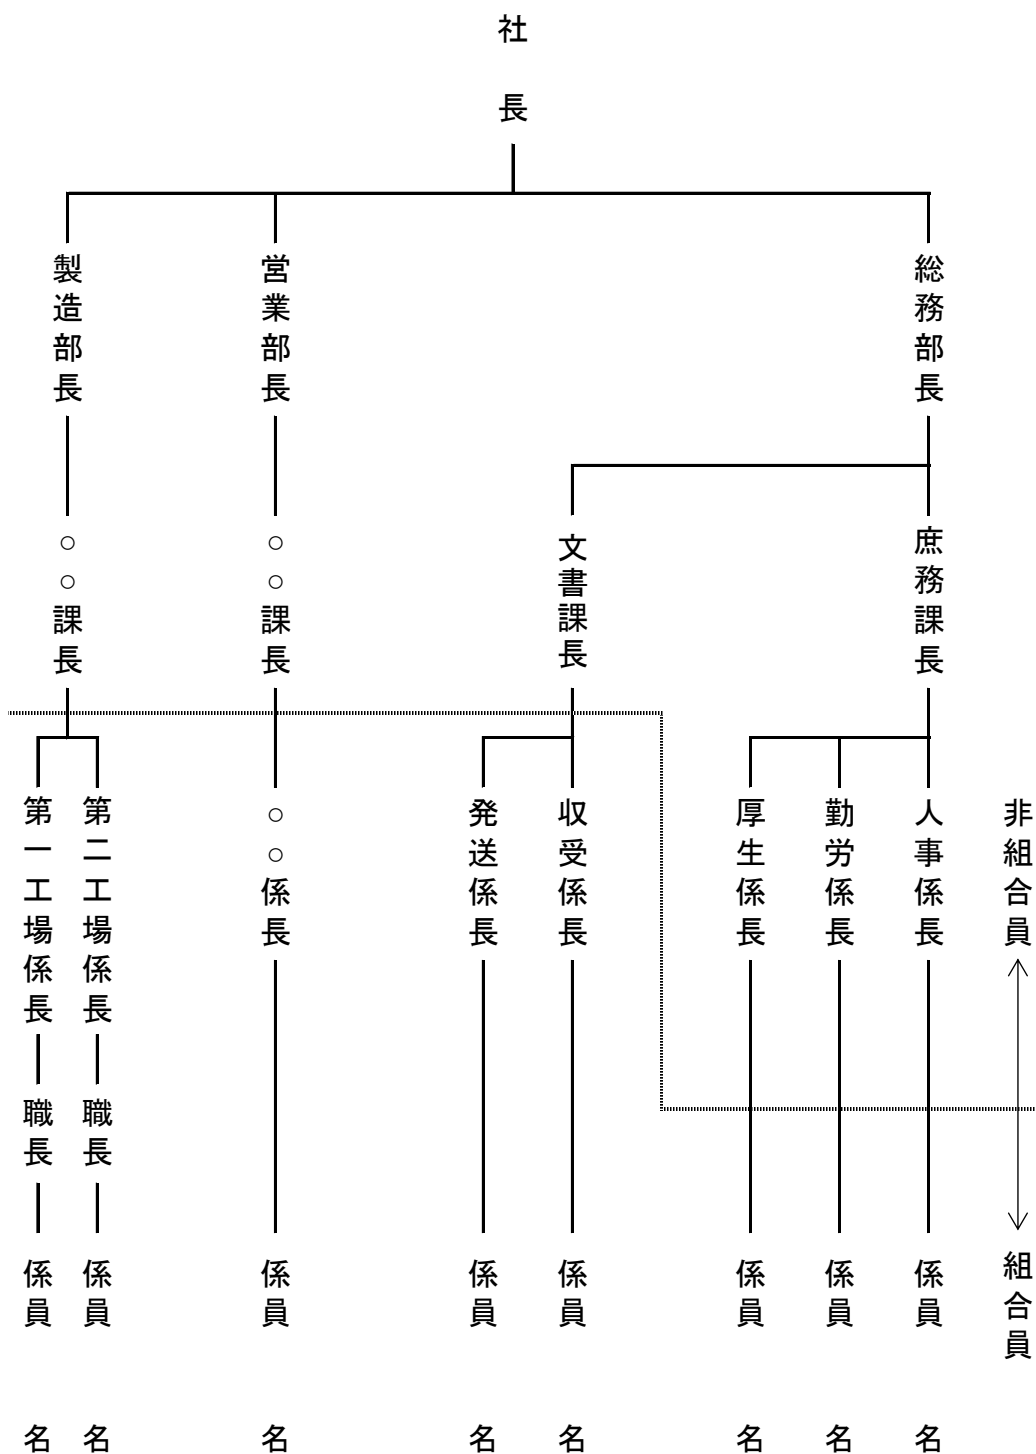 社長
総務部長
営業部長
製造部長
庶務課長
文書課長
○○課長
○○課長
非組合員
人事係長
勤労係長
厚生係長
収受係長
発送係長
○○係長
第二工場係長
第一工場係長
職長
職長
組合員
係員 名
係員 名
係員 名
係員 名
係員 名
係員 名
係員 名
係員 名